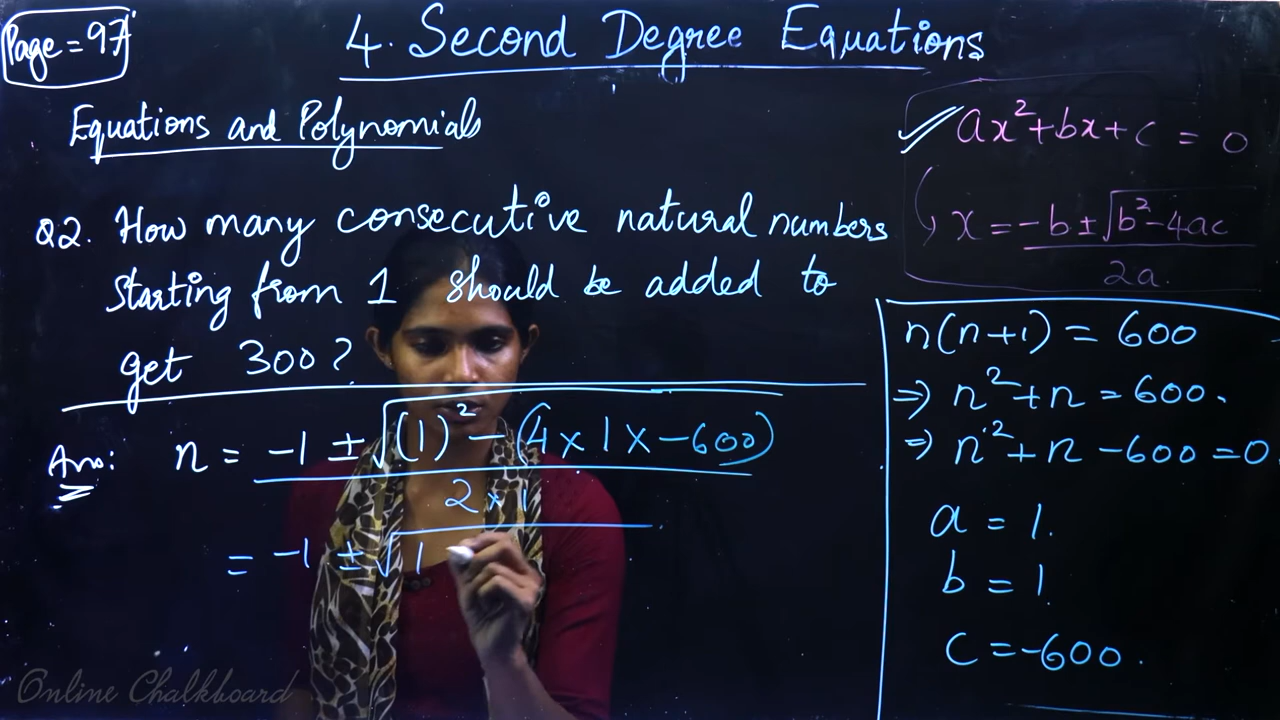 Page = 97
4. Second Degree Equations
Equations and Polynomials
ax²+bx+c = 0
x = -b±√b²-4ac
2a.
Q2. How many consecutive natural numbers
starting from 1 should be added to
get 300?
Ans: n = -1 ± √(1)² - (4 x 1 x -600)
2 x 1
= -1 ± √1
n(n+1) = 600
⇒ n²+n = 600.
⇒ n²+n -600 = 0
a = 1.
b = 1
c = -600.
Online Chalkboard